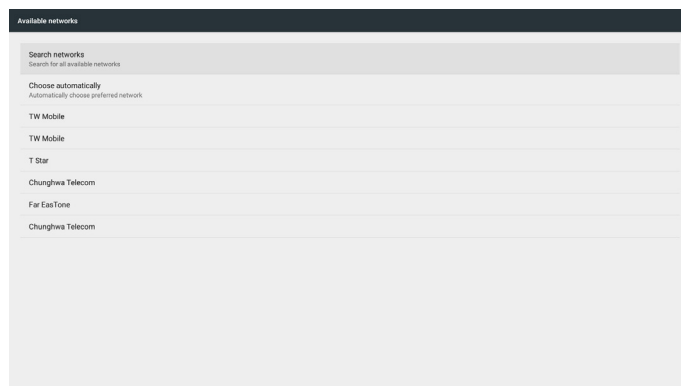 Available networks
Search networks
Search for all available networks
Choose automatically
Automatically choose preferred network
TW Mobile
TW Mobile
T Star
Chunghwa Telecom
Far EasTone
Chunghwa Telecom